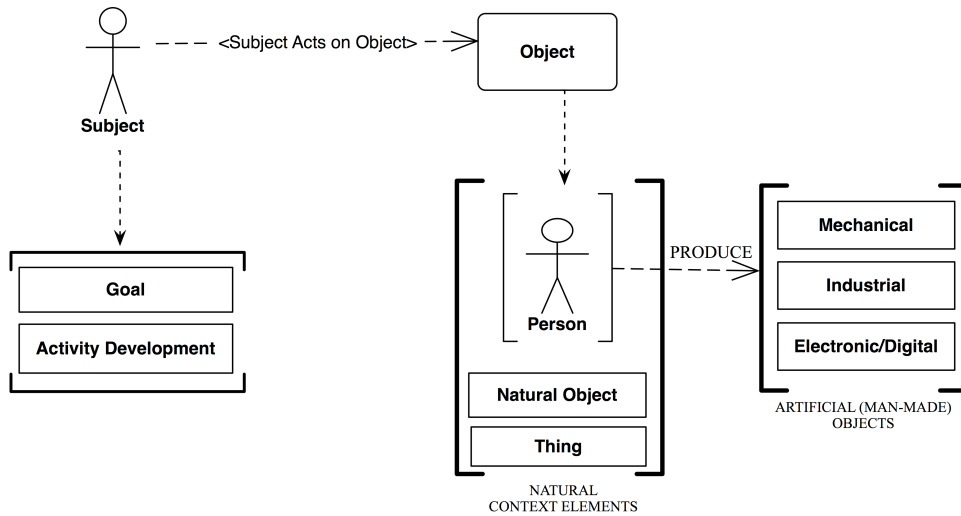 <Subject Acts on Object>
Object
Subject
Goal
Activity Development
Person
Natural Object
Thing
NATURAL
CONTEXT ELEMENTS
PRODUCE
Mechanical
Industrial
Electronic/Digital
ARTIFICIAL (MAN-MADE)
OBJECTS